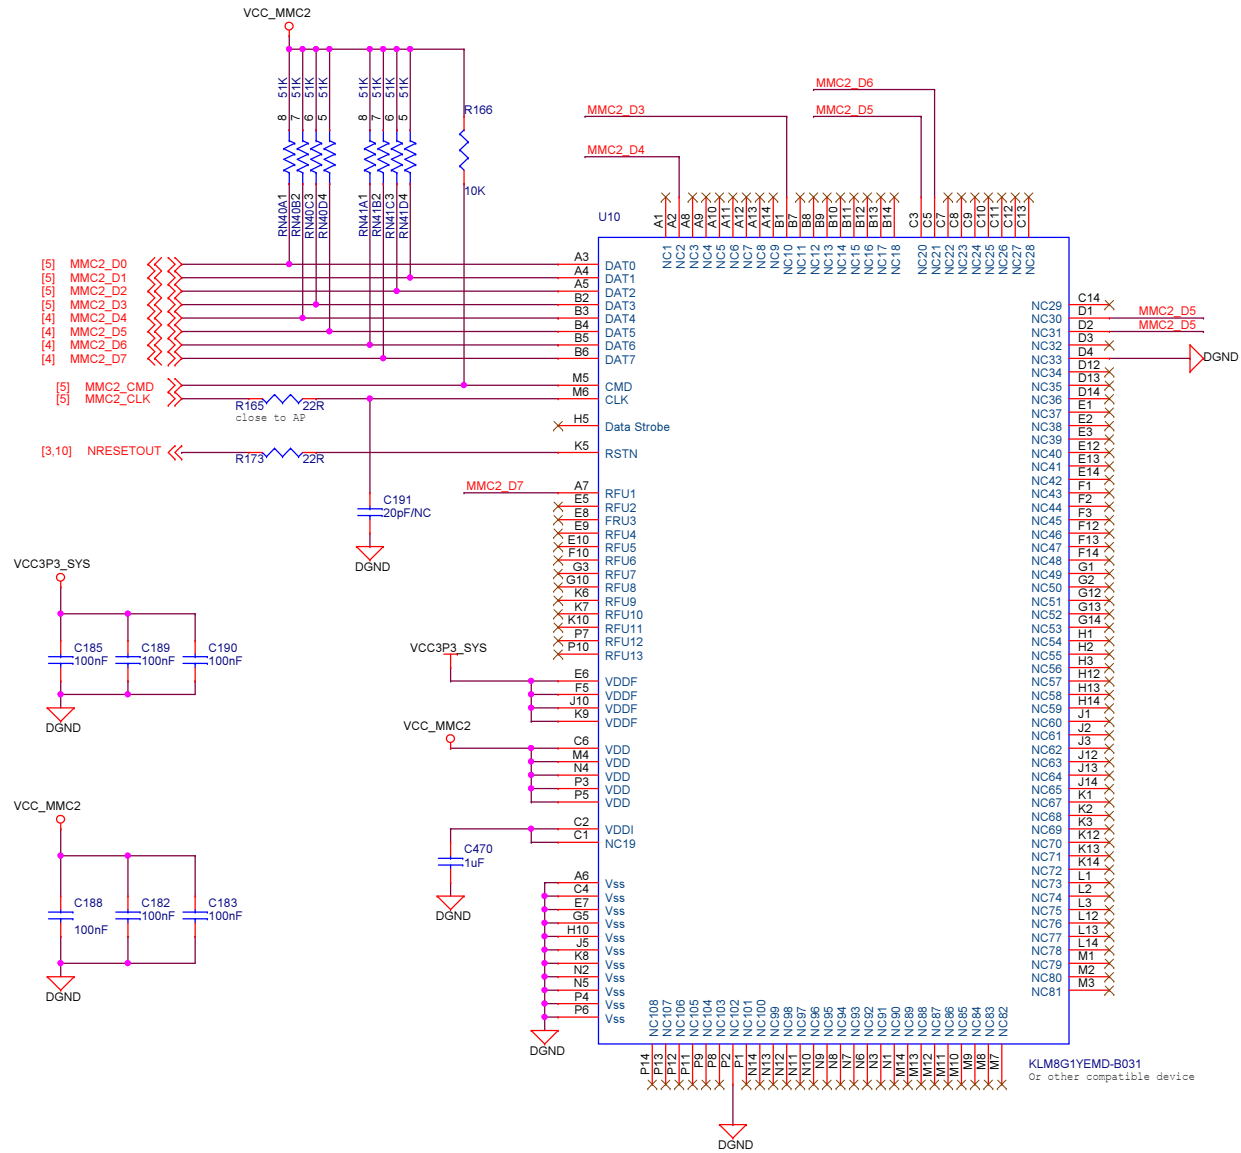 VCC_MMC2
51K 51K 51K 51K 51K 51K 51K 51K
8 7 6 5 8 7 6 5
RN40A1 RN40B2 RN40C3 RN40D4 RN41A1 RN41B2 RN41C3 RN41D4
R166
10K
MMC2_D6
MMC2_D3
MMC2_D5
MMC2_D4
U10
A1 A2 A8 A9 A10 A11 A12 A13 A14 B1 B7 B8 B9 B10 B11 B12 B13 B14 C3 C5 C7 C8 C9 C10 C11 C12 C13
NC1 NC2 NC3 NC4 NC5 NC6 NC7 NC8 NC9 NC10 NC11 NC12 NC13 NC14 NC15 NC16 NC17 NC18 NC20 NC21 NC22 NC23 NC24 NC25 NC26 NC27 NC28
[5] MMC2_D0 A3 DAT0
[5] MMC2_D1 A4 DAT1
[5] MMC2_D2 A5 DAT2
[5] MMC2_D3 B2 DAT3
[4] MMC2_D4 B3 DAT4
[4] MMC2_D5 B4 DAT5
[4] MMC2_D6 B5 DAT6
[4] MMC2_D7 B6 DAT7
[5] MMC2_CMD M5 CMD
[5] MMC2_CLK M6 CLK
R165 22R
close to AP
H5 Data Strobe
[3,10] NRESETOUT K5 RSTN
R173 22R
MMC2_D7 A7 RFU1
E5 RFU2
E8 FRU3
E9 RFU4
E10 RFU5
F10 RFU6
G3 RFU7
G10 RFU8
K6 RFU9
K7 RFU10
K10 RFU11
P7 RFU12
P10 RFU13
C191
20pF/NC
DGND
VCC3P3_SYS
C185 C189 C190
100nF 100nF 100nF
DGND
VCC3P3_SYS
E6 VDDF
F5 VDDF
J10 VDDF
K9 VDDF
VCC_MMC2
C6 VDD
M4 VDD
N4 VDD
P3 VDD
P5 VDD
C2 VDDI
C1 NC19
C470
1uF
DGND
VCC_MMC2
C188 C182 C183
100nF 100nF 100nF
DGND
A6 Vss
C4 Vss
E7 Vss
G5 Vss
H10 Vss
J5 Vss
K8 Vss
N2 Vss
N5 Vss
P4 Vss
P6 Vss
DGND
NC29 C14
NC30 D1 MMC2_D5
NC31 D2 MMC2_D5
NC32 D3
NC33 D4 DGND
NC34 D12
NC35 D13
NC36 D14
NC37 E1
NC38 E2
NC39 E3
NC40 E12
NC41 E13
NC42 E14
NC43 F1
NC44 F2
NC45 F3
NC46 F12
NC47 F13
NC48 F14
NC49 G1
NC50 G2
NC51 G12
NC52 G13
NC53 G14
NC54 H1
NC55 H2
NC56 H3
NC57 H12
NC58 H13
NC59 H14
NC60 J1
NC61 J2
NC62 J3
NC63 J12
NC64 J13
NC65 J14
NC67 K1
NC68 K2
NC69 K3
NC70 K12
NC71 K13
NC72 K14
NC73 L1
NC74 L2
NC75 L3
NC76 L12
NC77 L13
NC78 L14
NC79 M1
NC80 M2
NC81 M3
NC108 NC107 NC106 NC105 NC104 NC103 NC102 NC101 NC100 NC99 NC98 NC97 NC96 NC95 NC94 NC93 NC92 NC91 NC90 NC89 NC88 NC87 NC86 NC85 NC84 NC83 NC82
P14 P13 P12 P11 P9 P8 P2 P1 N14 N13 N12 N11 N10 N9 N8 N7 N6 N3 N1 M14 M13 M12 M11 M10 M9 M8 M7
KLM8G1YEMD-B031
Or other compatible device
DGND